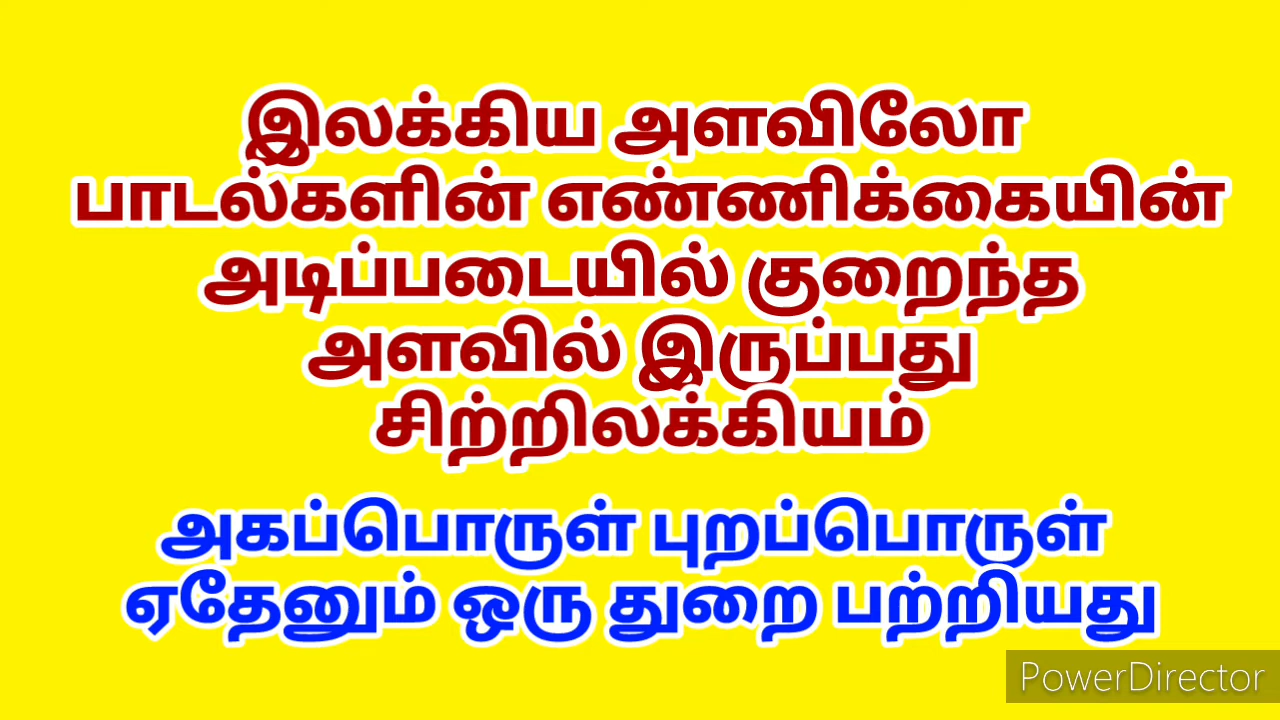 இலக்கிய அளவிலோ
பாடல்களின் எண்ணிக்கையின்
அடிப்படையில் குறைந்த
அளவில் இருப்பது
சிற்றிலக்கியம்
அகப்பொருள் புறப்பொருள்
ஏதேனும் ஒரு துறை பற்றியது
PowerDirector